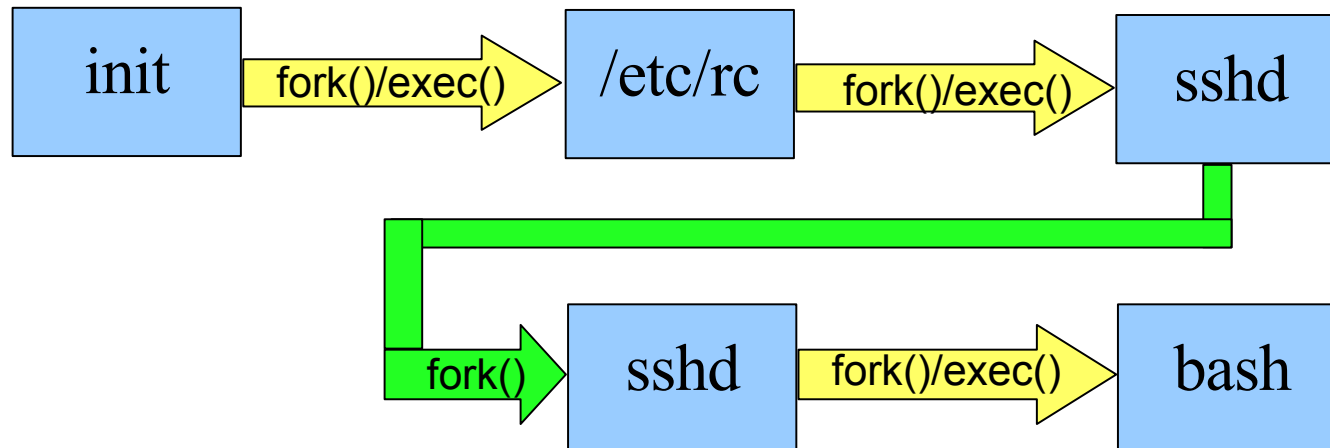 init
fork()/exec()
/etc/rc
fork()/exec()
sshd
fork()
sshd
fork()/exec()
bash